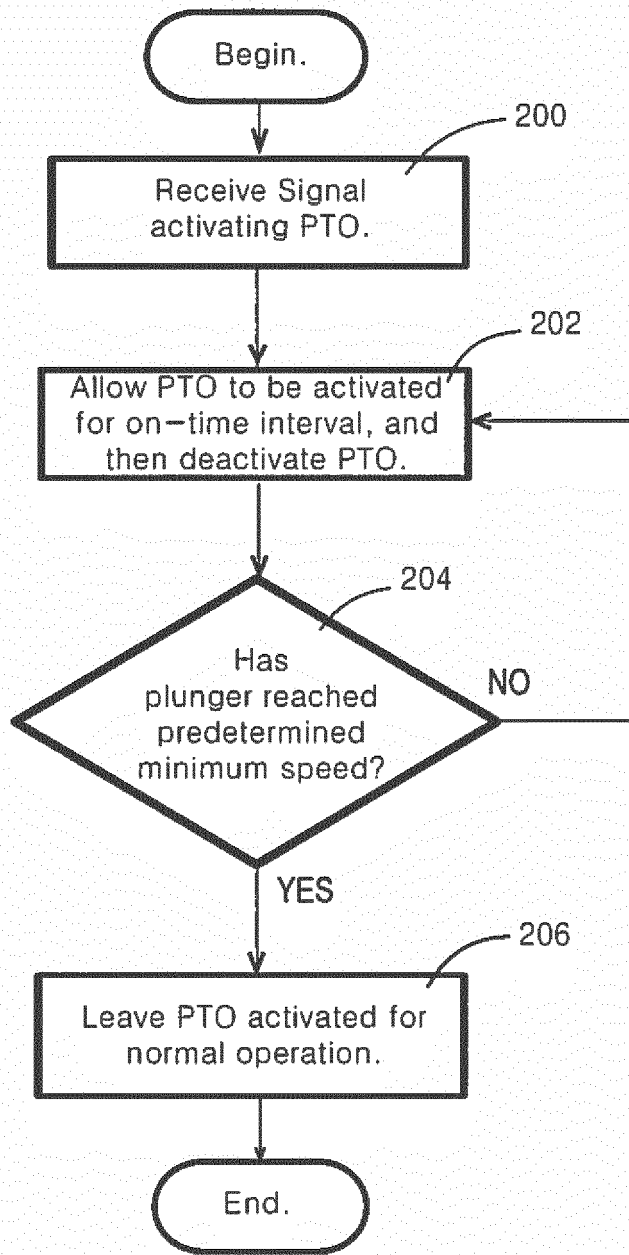 Begin.
200
Receive Signal
activating PTO.
202
Allow PTO to be activated
for on-time interval, and
then deactivate PTO.
204
Has
plunger reached
predetermined
minimum speed?
NO
YES
206
Leave PTO activated for
normal operation.
End.